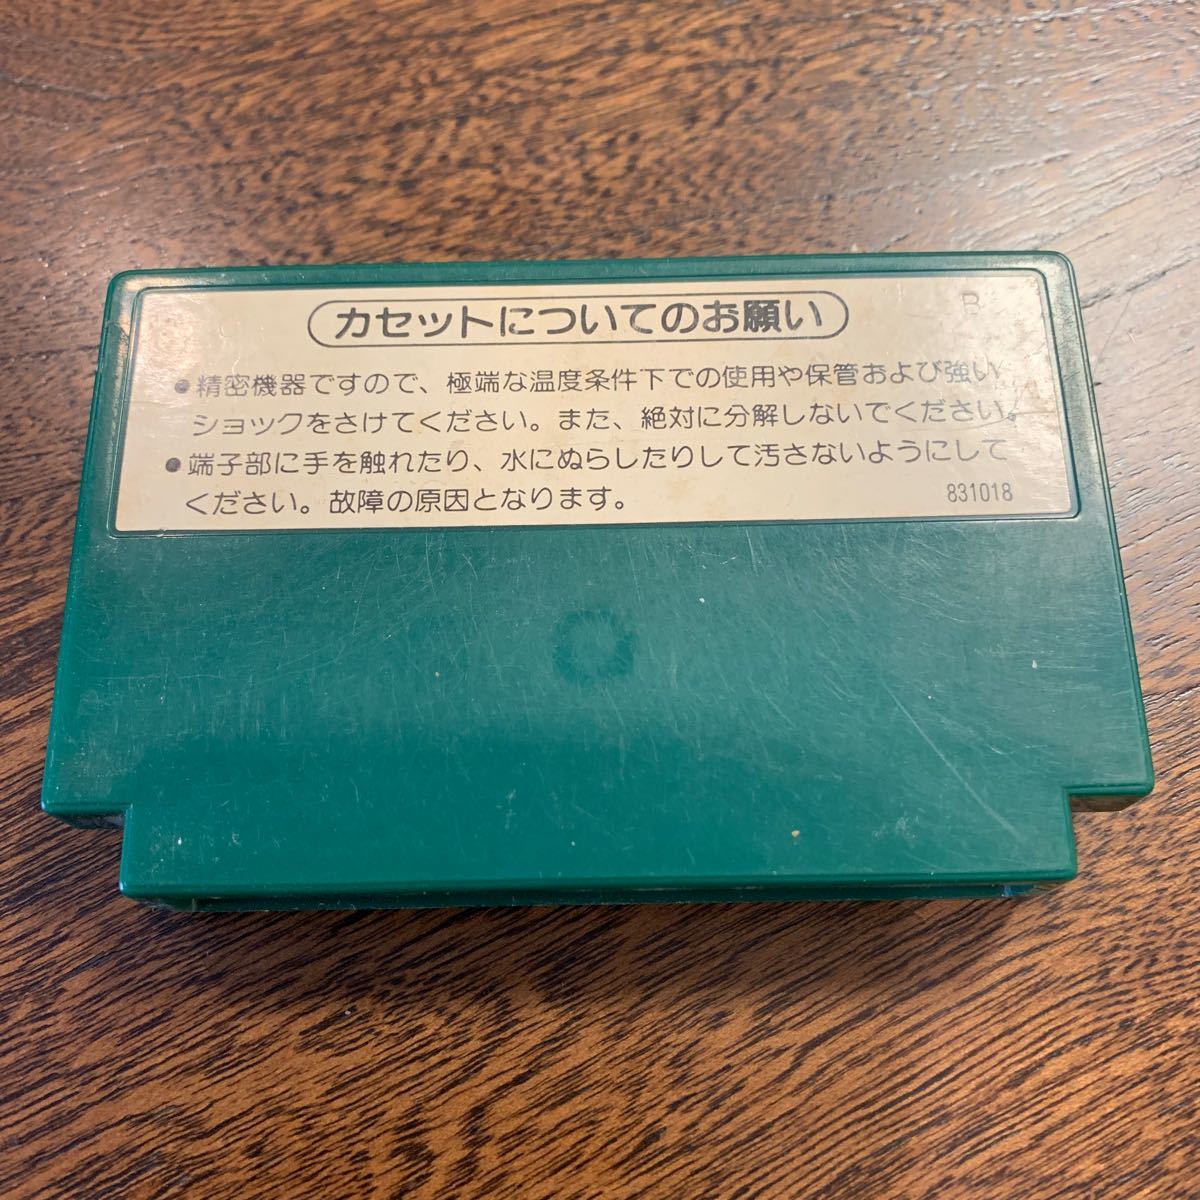 カセットについてのお願い
B
●精密機器ですので、極端な温度条件下での使用や保管および強い
ショックをさけてください。また、絶対に分解しないでください。
●端子部に手を触れたり、水にぬらしたりして汚さないようにして
ください。故障の原因となります。
831018